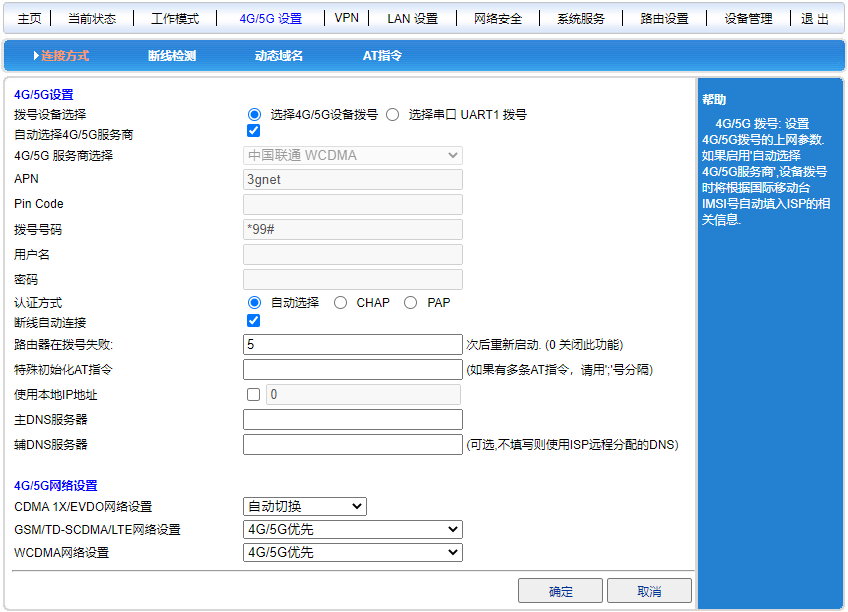 主页 当前状态 工作模式 4G/5G 设置 VPN LAN 设置 网络安全 系统服务 路由设置 设备管理 退 出
连接方式 断线检测 动态域名 AT指令
4G/5G设置
拨号设备选择 选择4G/5G设备拨号 选择串口 UART1 拨号
自动选择4G/5G服务商
4G/5G 服务商选择 中国联通 WCDMA
APN 3gnet
Pin Code
拨号号码 *99#
用户名
密码
认证方式 自动选择 CHAP PAP
断线自动连接
路由器在拨号失败: 5 次后重新启动. (0 关闭此功能)
特殊初始化AT指令 (如果有多条AT指令，请用';'号分隔)
使用本地IP地址 0
主DNS服务器
辅DNS服务器 (可选,不填写则使用ISP远程分配的DNS)
4G/5G网络设置
CDMA 1X/EVDO网络设置 自动切换
GSM/TD-SCDMA/LTE网络设置 4G/5G优先
WCDMA网络设置 4G/5G优先
确定 取消
帮助
4G/5G 拨号: 设置
4G/5G拨号的上网参数.
如果启用'自动选择
4G/5G服务商',设备拨号
时将根据国际移动台
IMSI号自动填入ISP的相
关信息.